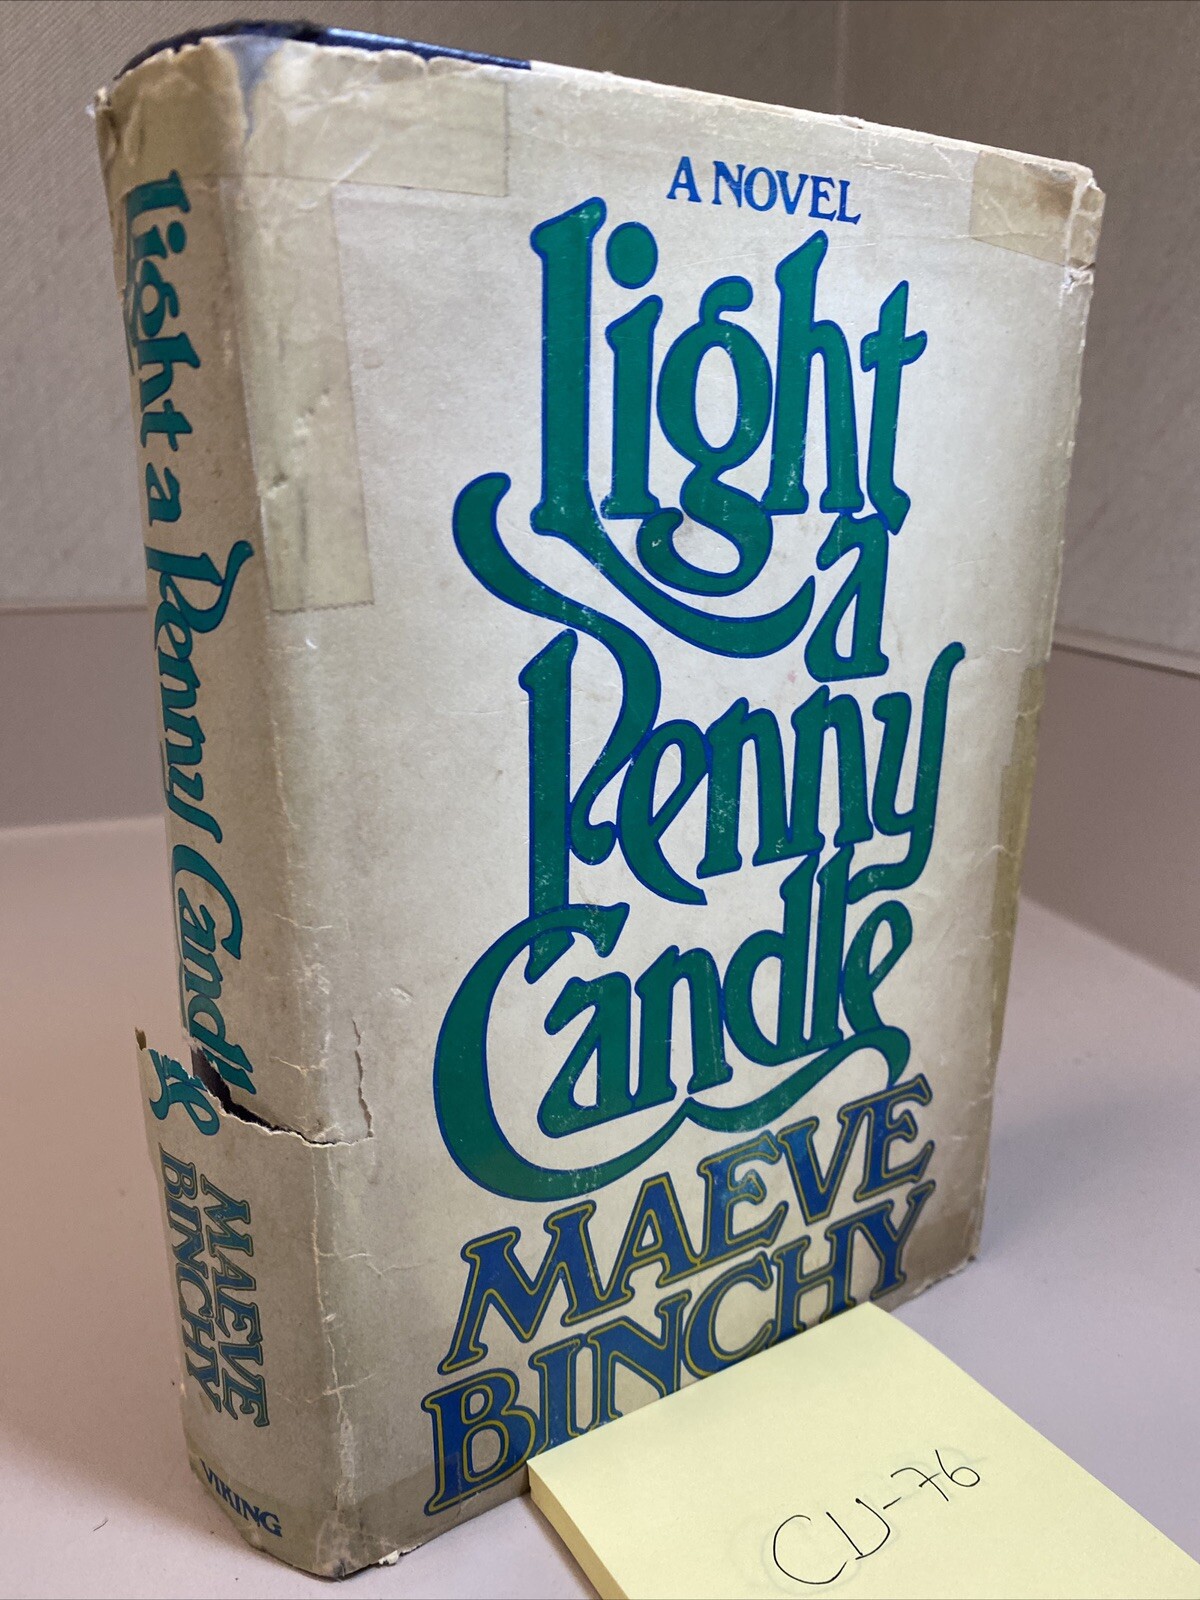 Light a Penny Candle
MAEVE
BINCHY
VIKING
A NOVEL
Light
a
Penny
Candle
MAEVE
BINCHY
CU-76